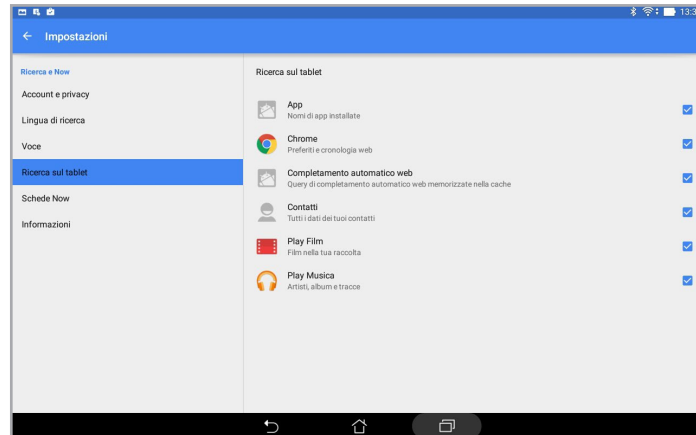 13:3
Impostazioni
Ricerca e Now
Account e privacy
Lingua di ricerca
Voce
Ricerca sul tablet
Schede Now
Informazioni
Ricerca sul tablet
App
Nomi di app installate
Chrome
Preferiti e cronologia web
Completamento automatico web
Query di completamento automatico web memorizzate nella cache
Contatti
Tutti i dati dei tuoi contatti
Play Film
Film nella tua raccolta
Play Musica
Artisti, album e tracce